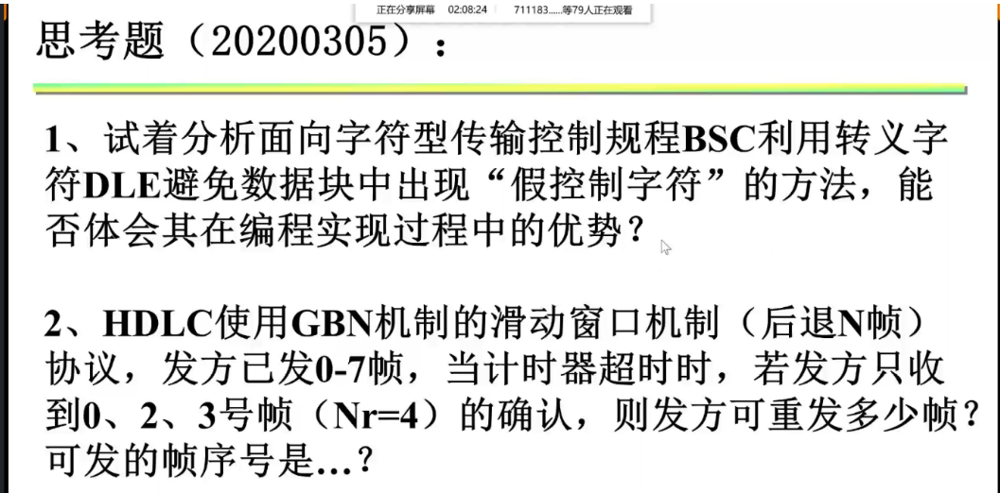 正在分享屏幕 02:08:24 711183......等79人正在观看
思考题（20200305）：
1、试着分析面向字符型传输控制规程BSC利用转义字
符DLE避免数据块中出现“假控制字符”的方法，能
否体会其在编程实现过程中的优势？
2、HDLC使用GBN机制的滑动窗口机制（后退N帧）
协议，发方已发0-7帧，当计时器超时时，若发方只收
到0、2、3号帧（Nr=4）的确认，则发方可重发多少帧？
可发的帧序号是...？